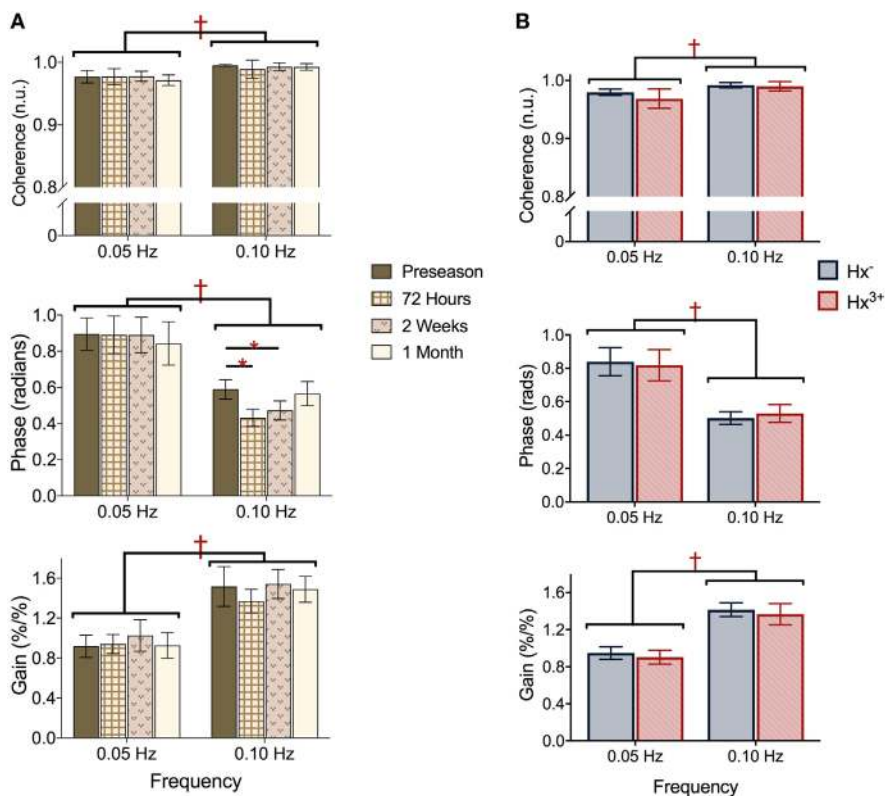 A
†
Coherence (n.u.)
1.0
0.9
0.8
0
0.05 Hz
0.10 Hz
†
Phase (radians)
1.0
0.8
0.6
0.4
0.2
0.0
*
*
0.05 Hz
0.10 Hz
†
Gain (%/%)
1.6
1.2
0.8
0.4
0.0
0.05 Hz
0.10 Hz
Frequency
Preseason
72 Hours
2 Weeks
1 Month
B
†
Coherence (n.u.)
1.0
0.9
0.8
0
0.05 Hz
0.10 Hz
†
Phase (rads)
1.0
0.8
0.6
0.4
0.2
0.0
0.05 Hz
0.10 Hz
†
Gain (%/%)
1.6
1.2
0.8
0.4
0.0
0.05 Hz
0.10 Hz
Frequency
Hx⁻
Hx³⁺